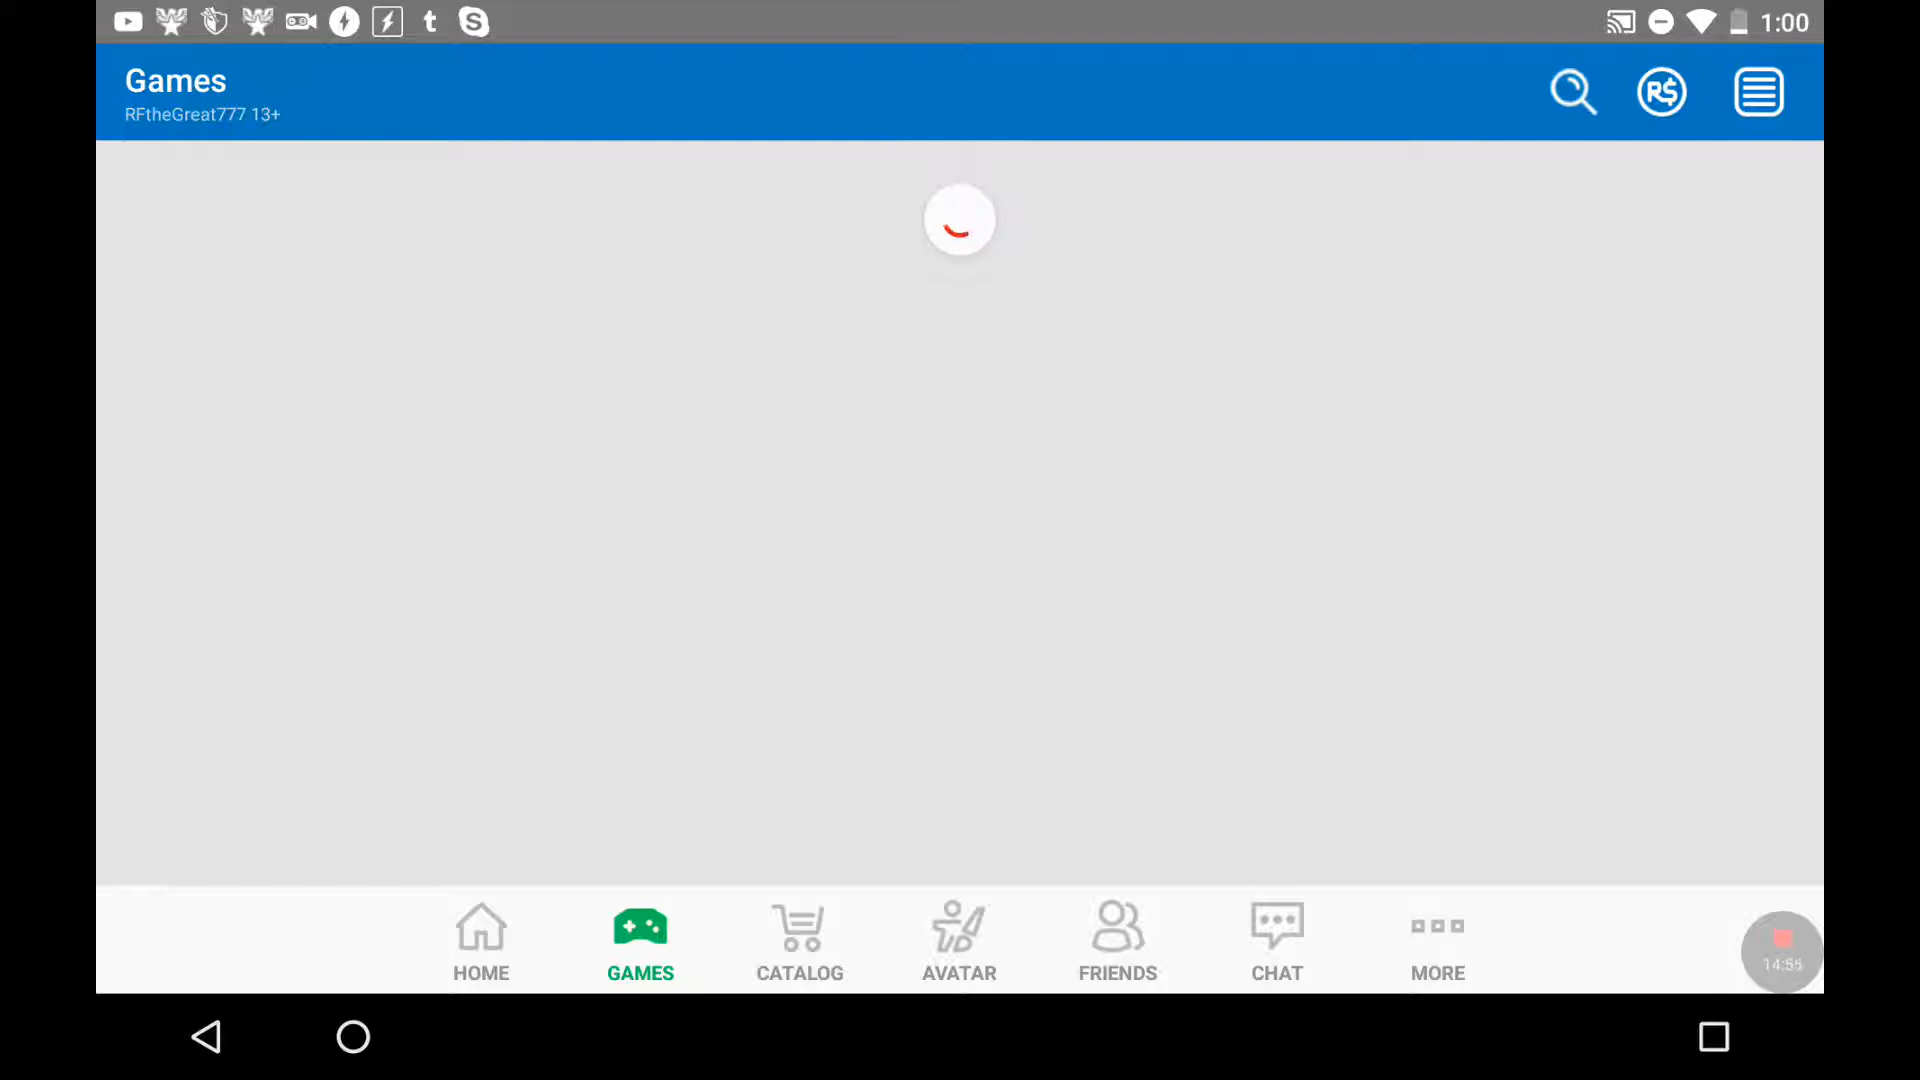 1:00
Games
RFtheGreat777 13+
R$
HOME
GAMES
CATALOG
AVATAR
FRIENDS
CHAT
MORE
14:55